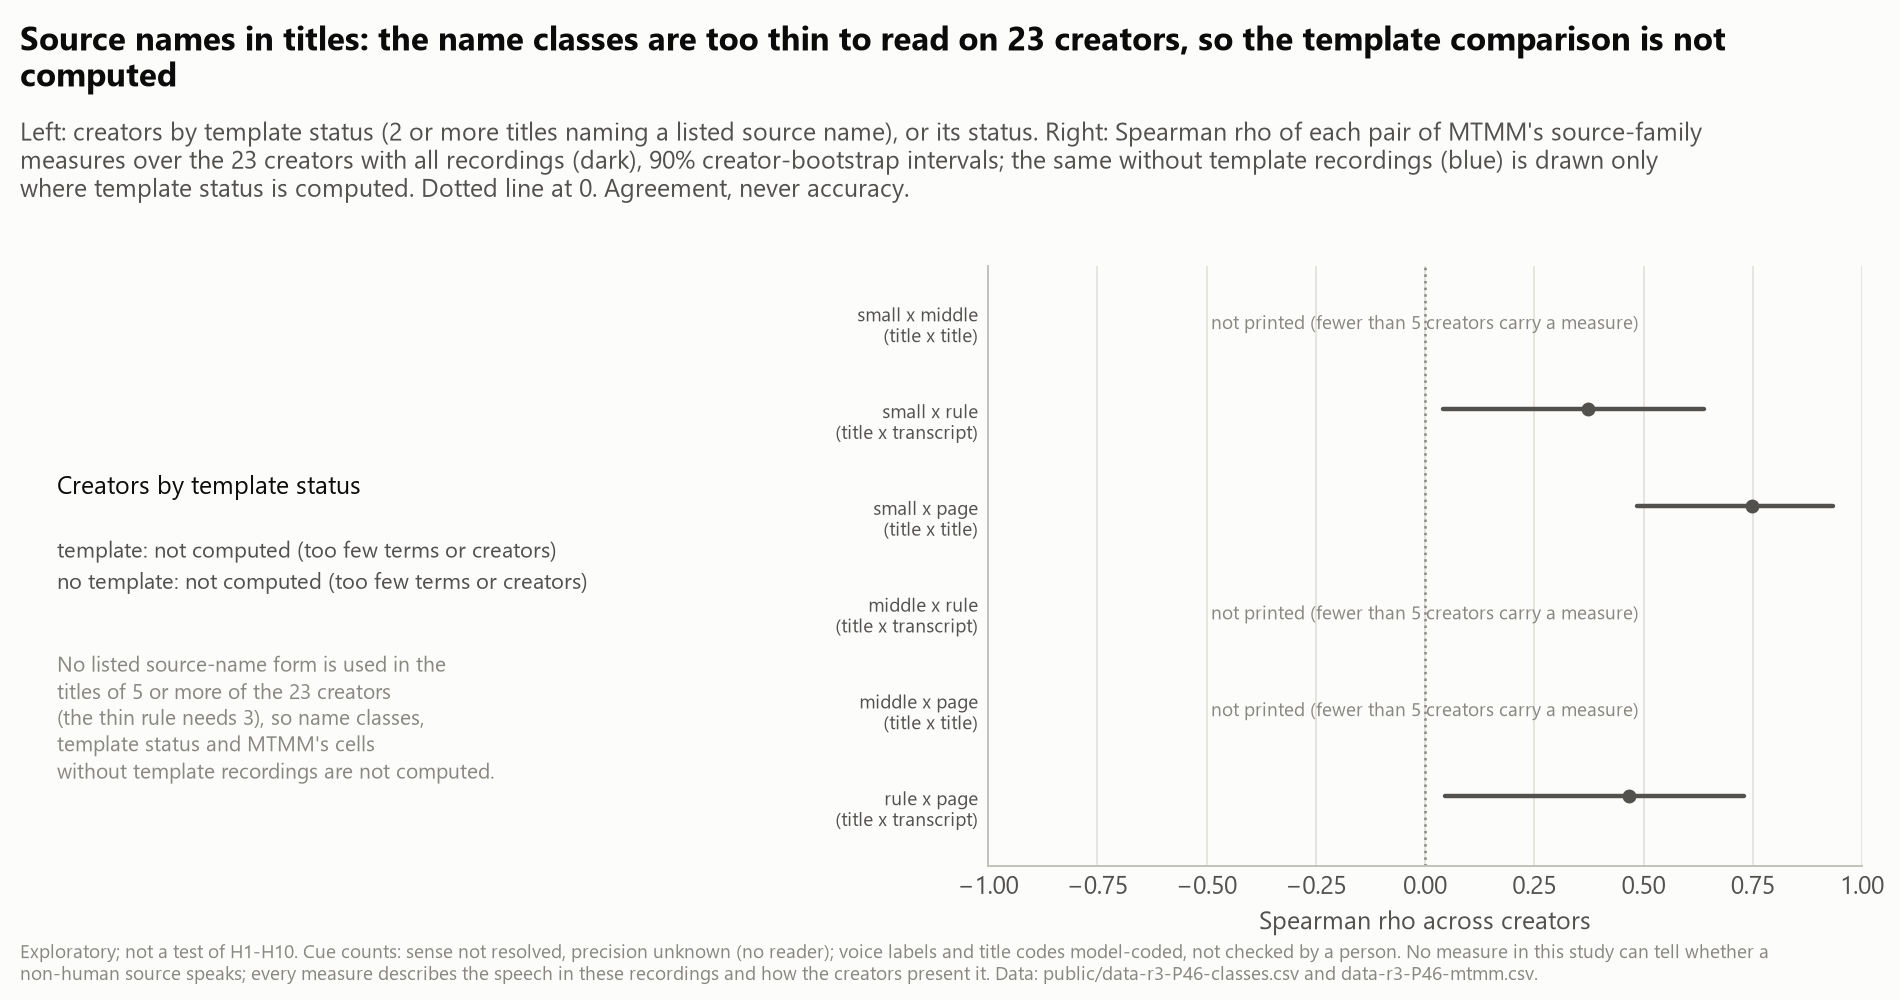 Source names in titles: the name classes are too thin to read on 23 creators, so the template comparison is not
computed
Left: creators by template status (2 or more titles naming a listed source name), or its status. Right: Spearman rho of each pair of MTMM's source-family
measures over the 23 creators with all recordings (dark), 90% creator-bootstrap intervals; the same without template recordings (blue) is drawn only
where template status is computed. Dotted line at 0. Agreement, never accuracy.
Creators by template status
template: not computed (too few terms or creators)
no template: not computed (too few terms or creators)
No listed source-name form is used in the
titles of 5 or more of the 23 creators
(the thin rule needs 3), so name classes,
template status and MTMM's cells
without template recordings are not computed.
small x middle
(title x title)
not printed (fewer than 5 creators carry a measure)
small x rule
(title x transcript)
small x page
(title x title)
middle x rule
(title x transcript)
not printed (fewer than 5 creators carry a measure)
middle x page
(title x title)
not printed (fewer than 5 creators carry a measure)
rule x page
(title x transcript)
−1.00 −0.75 −0.50 −0.25 0.00 0.25 0.50 0.75 1.00
Spearman rho across creators
Exploratory; not a test of H1-H10. Cue counts: sense not resolved, precision unknown (no reader); voice labels and title codes model-coded, not checked by a person. No measure in this study can tell whether a
non-human source speaks; every measure describes the speech in these recordings and how the creators present it. Data: public/data-r3-P46-classes.csv and data-r3-P46-mtmm.csv.